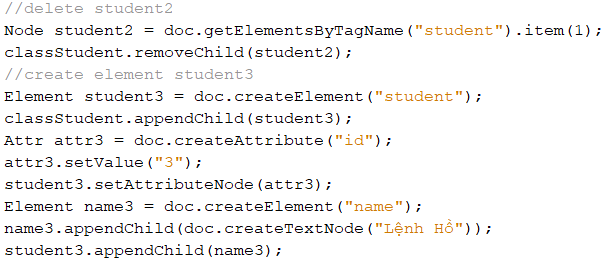 //delete student2
Node student2 = doc.getElementsByTagName("student").item(1);
classStudent.removeChild(student2);
//create element student3
Element student3 = doc.createElement("student");
classStudent.appendChild(student3);
Attr attr3 = doc.createAttribute("id");
attr3.setValue("3");
student3.setAttributeNode(attr3);
Element name3 = doc.createElement("name");
name3.appendChild(doc.createTextNode("Lệnh Hồ"));
student3.appendChild(name3);